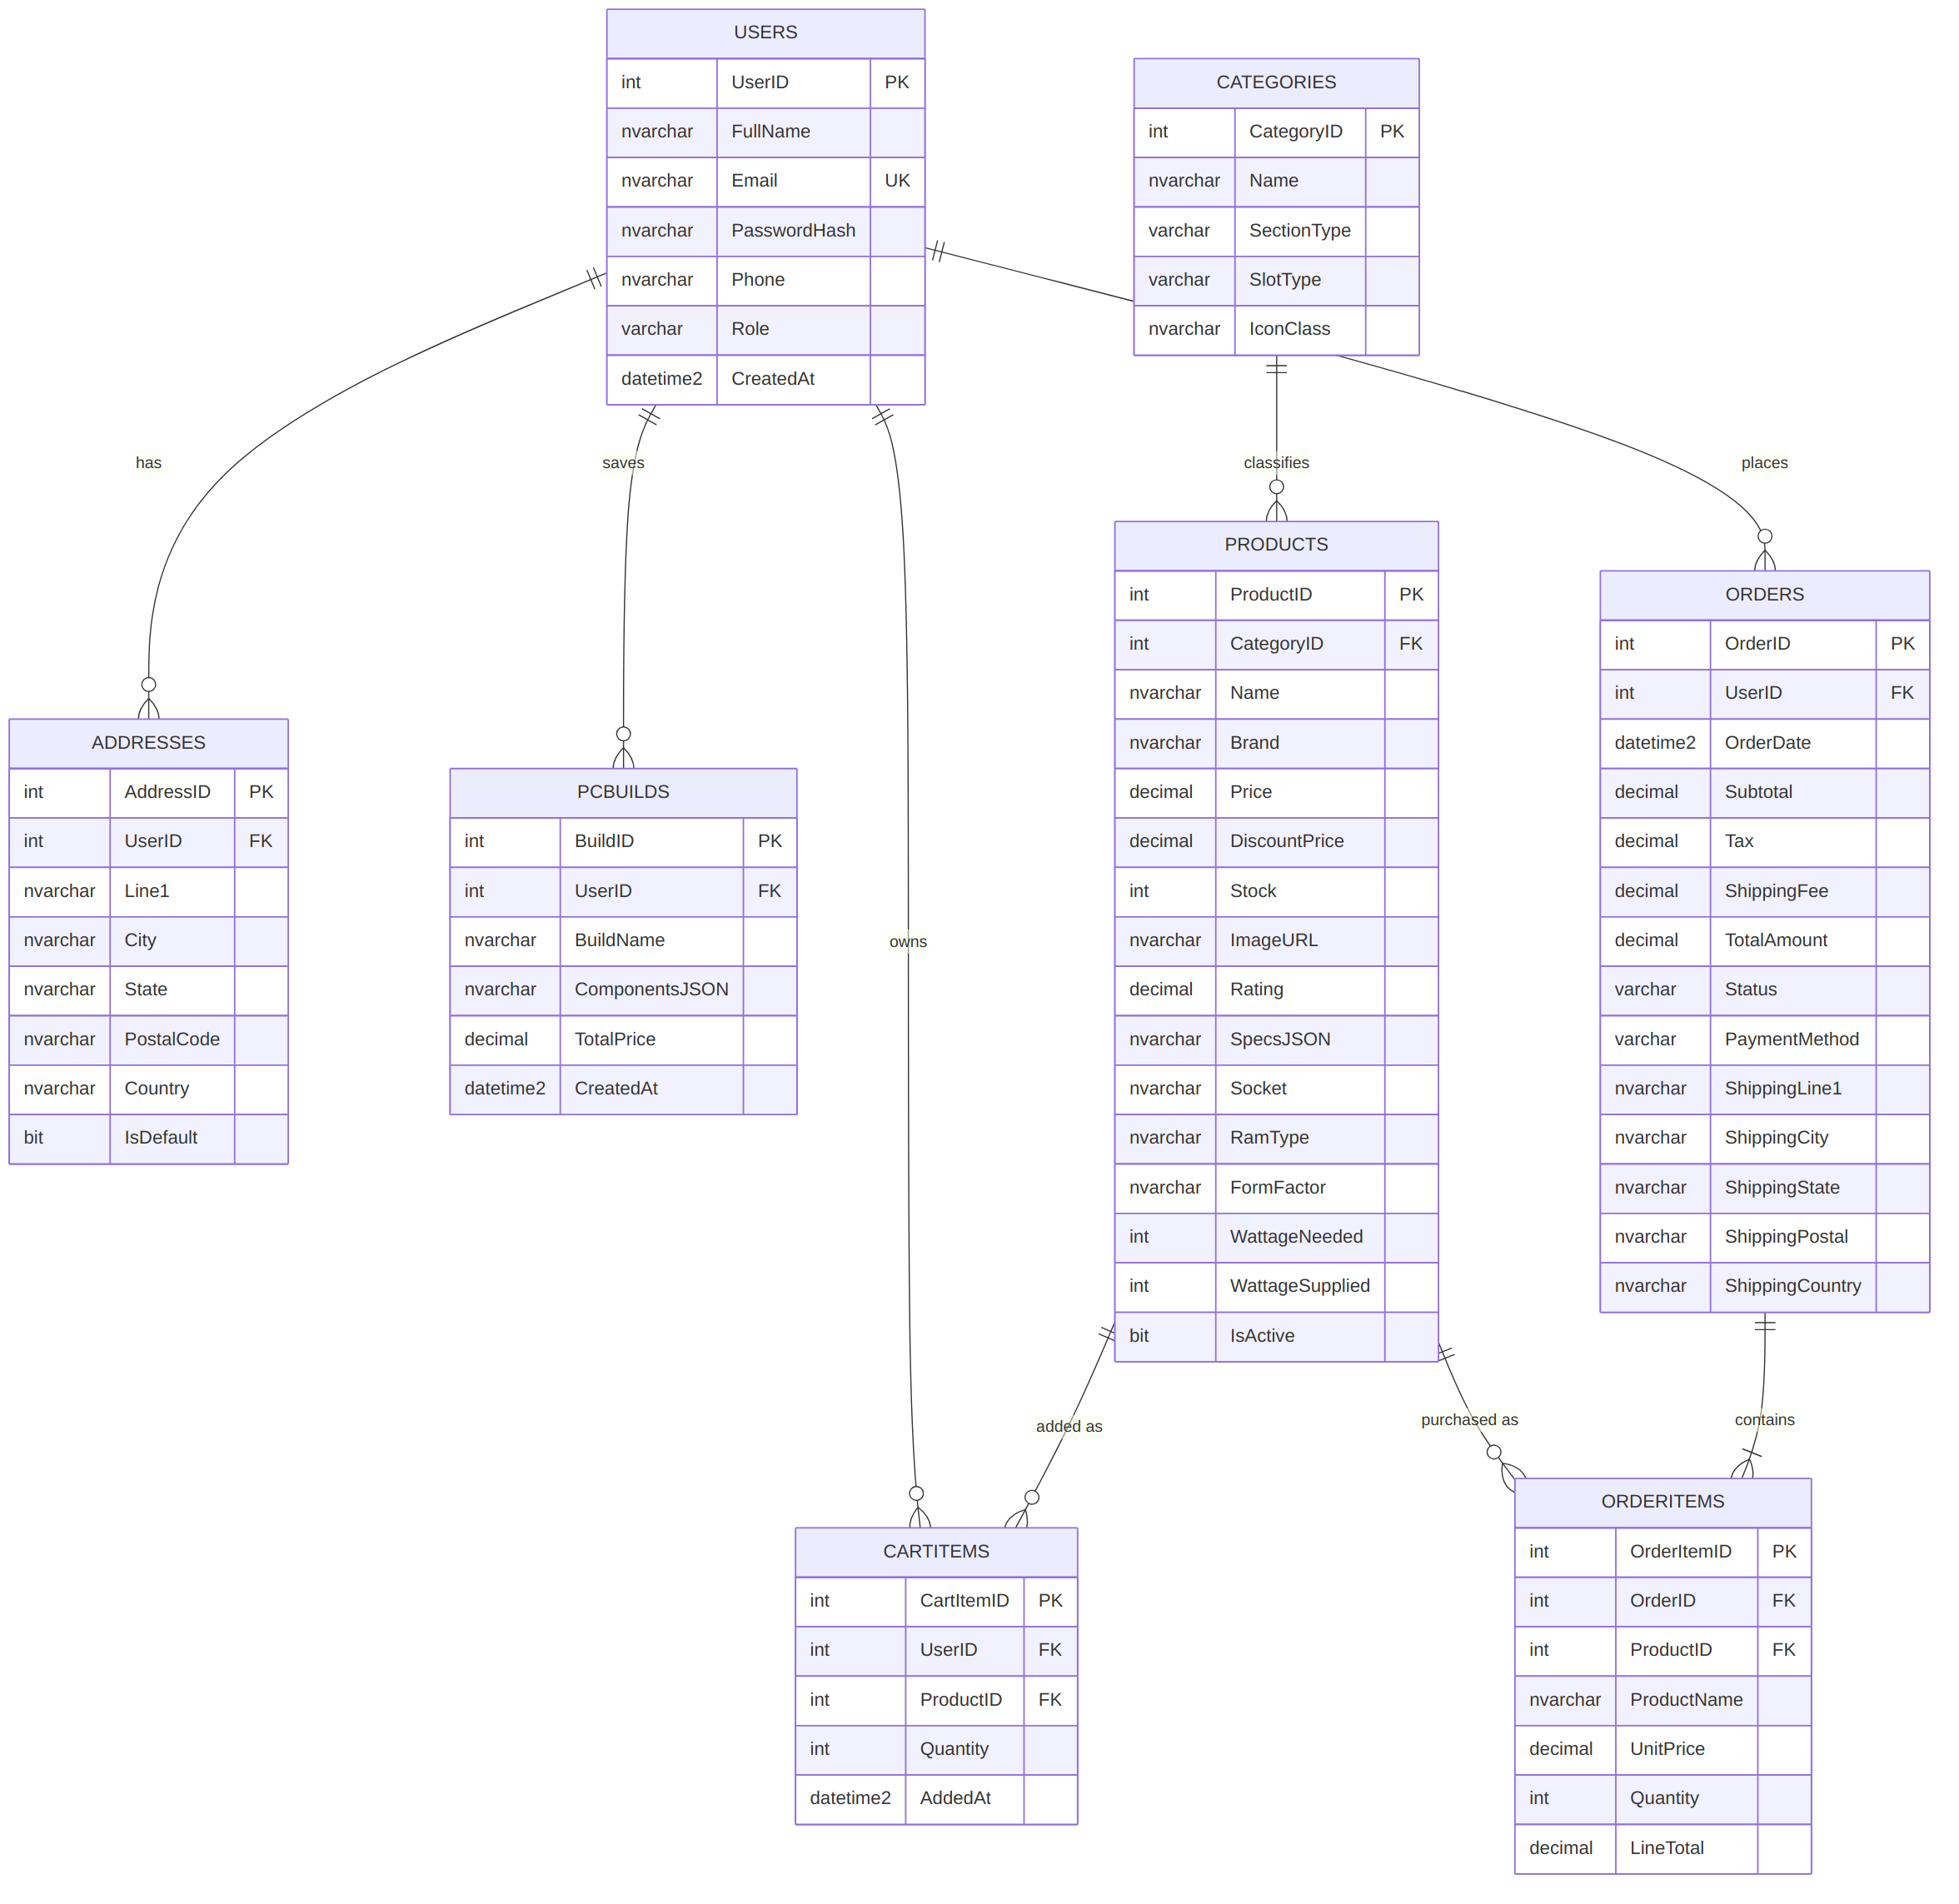 USERS
int UserID PK
nvarchar FullName
nvarchar Email UK
nvarchar PasswordHash
nvarchar Phone
varchar Role
datetime2 CreatedAt
CATEGORIES
int CategoryID PK
nvarchar Name
varchar SectionType
varchar SlotType
nvarchar IconClass
has
saves
classifies
places
owns
ADDRESSES
int AddressID PK
int UserID FK
nvarchar Line1
nvarchar City
nvarchar State
nvarchar PostalCode
nvarchar Country
bit IsDefault
PCBUILDS
int BuildID PK
int UserID FK
nvarchar BuildName
nvarchar ComponentsJSON
decimal TotalPrice
datetime2 CreatedAt
PRODUCTS
int ProductID PK
int CategoryID FK
nvarchar Name
nvarchar Brand
decimal Price
decimal DiscountPrice
int Stock
nvarchar ImageURL
decimal Rating
nvarchar SpecsJSON
nvarchar Socket
nvarchar RamType
nvarchar FormFactor
int WattageNeeded
int WattageSupplied
bit IsActive
ORDERS
int OrderID PK
int UserID FK
datetime2 OrderDate
decimal Subtotal
decimal Tax
decimal ShippingFee
decimal TotalAmount
varchar Status
varchar PaymentMethod
nvarchar ShippingLine1
nvarchar ShippingCity
nvarchar ShippingState
nvarchar ShippingPostal
nvarchar ShippingCountry
added as
purchased as
contains
CARTITEMS
int CartItemID PK
int UserID FK
int ProductID FK
int Quantity
datetime2 AddedAt
ORDERITEMS
int OrderItemID PK
int OrderID FK
int ProductID FK
nvarchar ProductName
decimal UnitPrice
int Quantity
decimal LineTotal